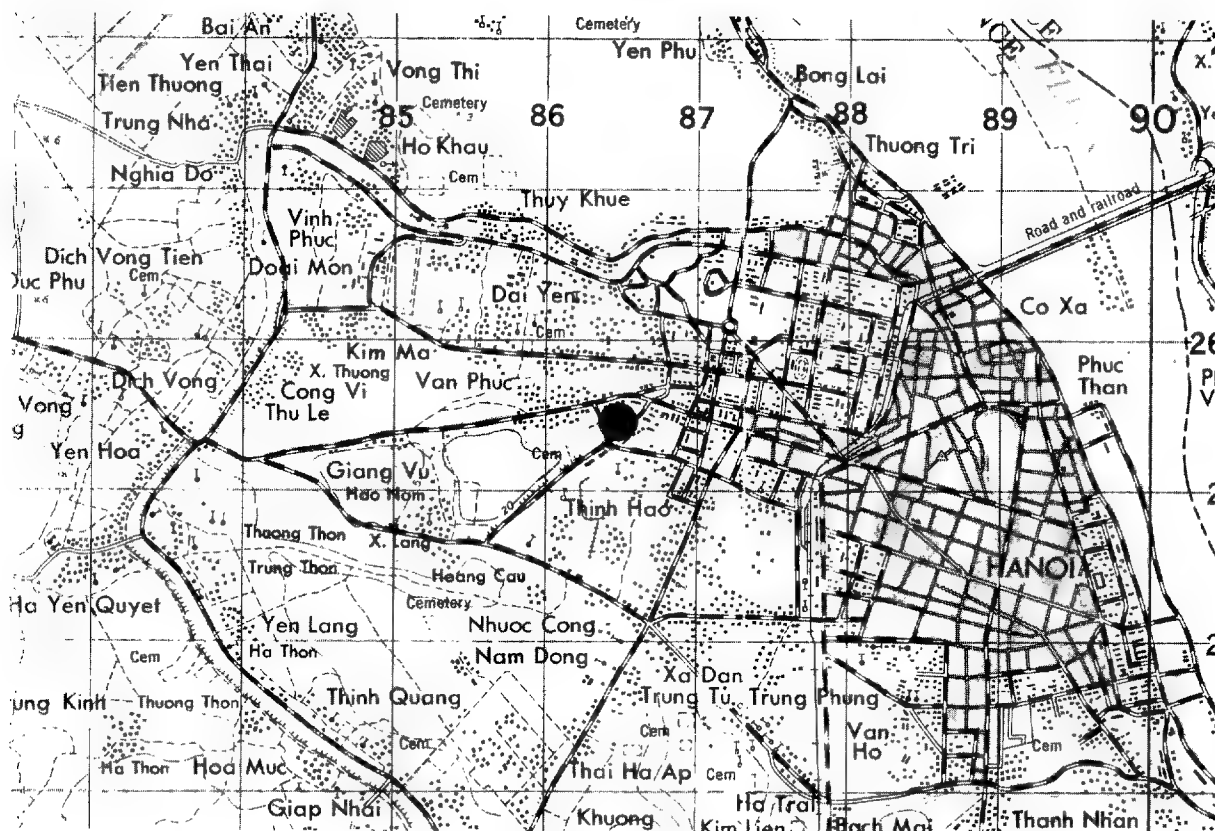 Bai An
Cemetery
Yen Phu
Yen Thai
Vong Thi
Bong Lai
Tien Thuong
Cemetery
85
86
87
88
89
90
Trung Nha
Ho Khau
Thuong Tri
Nghia Do
Cem
Thuy Khue
Vinh
Phuc
Road and railroad
Dich Vong Tien
Cem
Doai Mon
Duc Phu
Dai Yen
Co Xa
Cem
26
Kim Ma
X. Thuong
Van Phuc
Phuc
Than
Dich Vong
Cong Vi
Thu Le
Vong
Yen Hoa
Giang Vu
Cem
Hao Nam
20
Thinh Hao
Thuong Thon
X. Lang
Trung Thon
Hoang Cau
HANOI
Ha Yen Quyet
Cemetery
Yen Lang
Nhuoc Cong
Ha Thon
Cem
Nam Dong
Xa Dan
Thuong Thon
Thinh Quang
Trung Tu
Trung Phung
Cem
Cem
Van
Ho
Cem
Ha Thon
Hoa Muc
Thai Ha Ap
Cem
Giap Nhai
Ha Trai
Khuong
Kim Lien
Bach Mai
Thanh Nhan